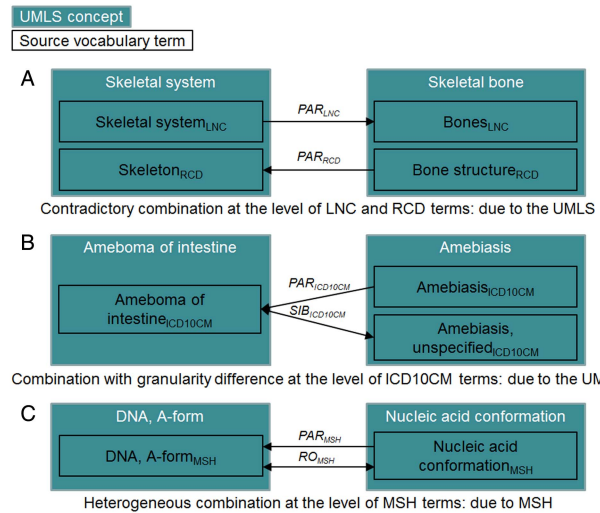 UMLS concept
Source vocabulary term
A
Skeletal system
Skeletal bone
Skeletal systemLNC
PARLNC
BonesLNC
SkeletonRCD
PARRCD
Bone structureRCD
Contradictory combination at the level of LNC and RCD terms: due to the UMLS
B
Ameboma of intestine
Amebiasis
Ameboma of
intestineICD10CM
PARICD10CM
SIBICD10CM
AmebiasisICD10CM
Amebiasis,
unspecifiedICD10CM
Combination with granularity difference at the level of ICD10CM terms: due to the UM
C
DNA, A-form
Nucleic acid conformation
DNA, A-formMSH
PARMSH
ROMSH
Nucleic acid
conformationMSH
Heterogeneous combination at the level of MSH terms: due to MSH